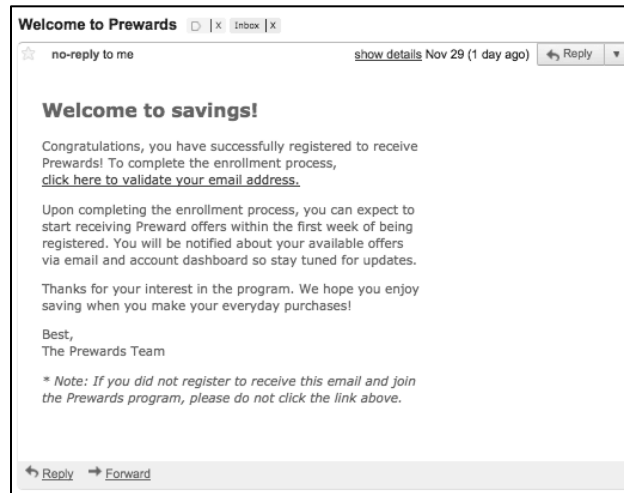 Welcome to Prewards | X Inbox | X
no-reply to me show details Nov 29 (1 day ago) Reply
Welcome to savings!
Congratulations, you have successfully registered to receive
Prewards! To complete the enrollment process,
click here to validate your email address.
Upon completing the enrollment process, you can expect to
start receiving Preward offers within the first week of being
registered. You will be notified about your available offers
via email and account dashboard so stay tuned for updates.
Thanks for your interest in the program. We hope you enjoy
saving when you make your everyday purchases!
Best,
The Prewards Team
* Note: If you did not register to receive this email and join
the Prewards program, please do not click the link above.
Reply Forward